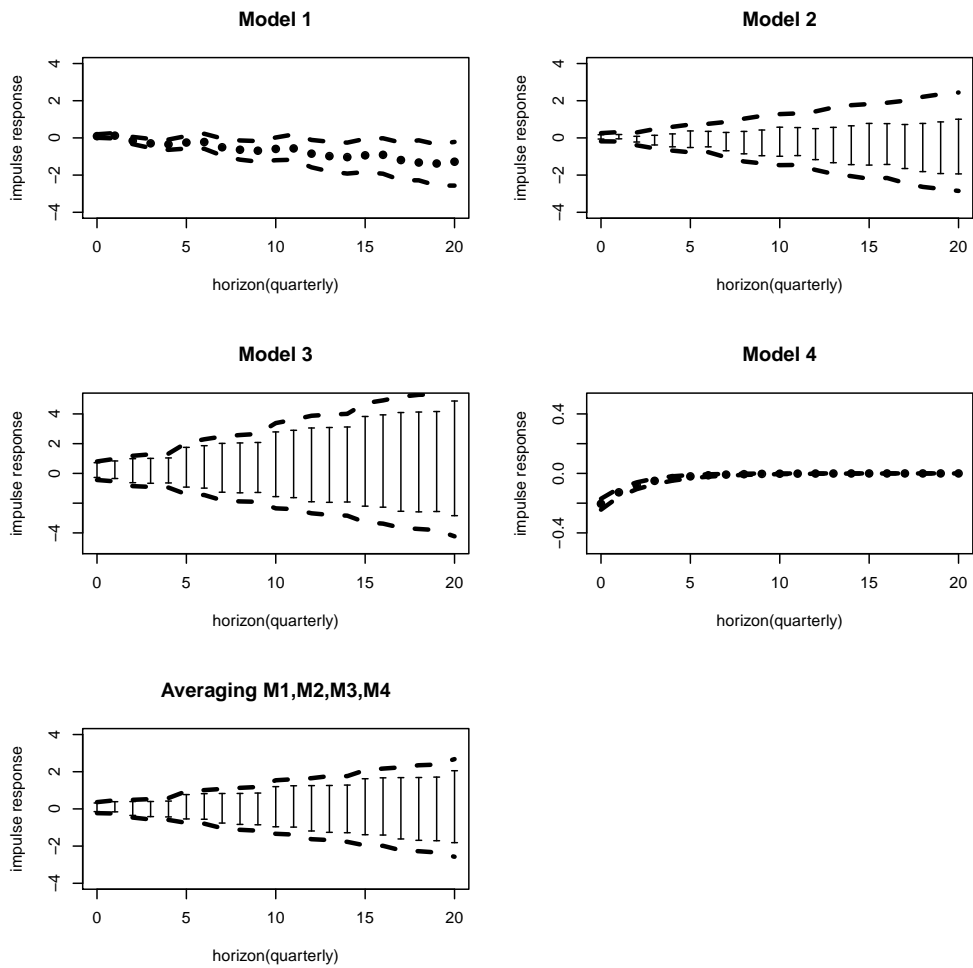 Model 1
impulse response
4
2
0
−2
−4
0 5 10 15 20
horizon(quarterly)
Model 2
impulse response
4
2
0
−2
−4
0 5 10 15 20
horizon(quarterly)
Model 3
impulse response
4
2
0
−4
0 5 10 15 20
horizon(quarterly)
Model 4
impulse response
0.4
0.0
−0.4
0 5 10 15 20
horizon(quarterly)
Averaging M1,M2,M3,M4
impulse response
4
2
0
−2
−4
0 5 10 15 20
horizon(quarterly)